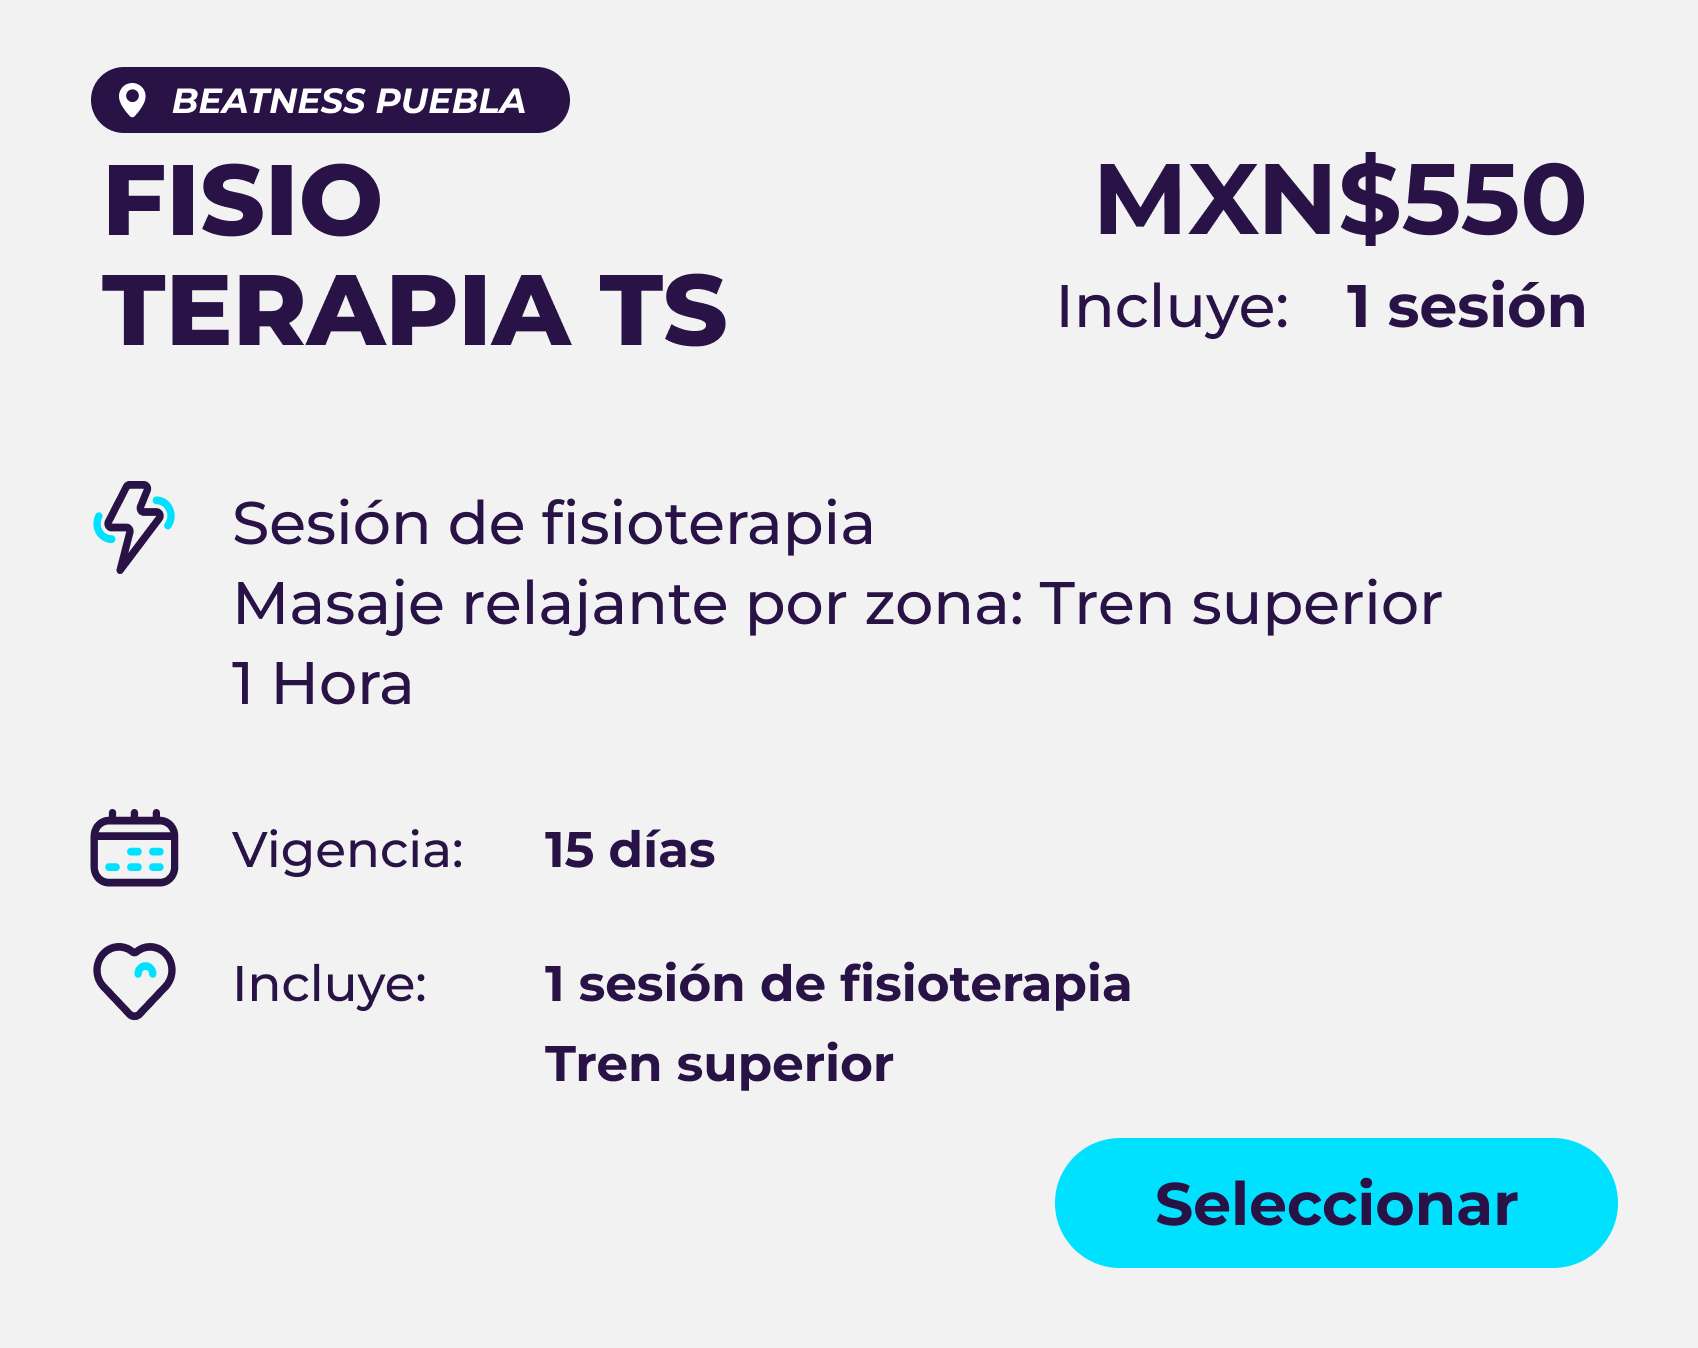 BEATNESS PUEBLA
FISIO
TERAPIA TS
MXN$550
Incluye: 1 sesión
Sesión de fisioterapia
Masaje relajante por zona: Tren superior
1 Hora
Vigencia: 15 días
Incluye: 1 sesión de fisioterapia
Tren superior
Seleccionar